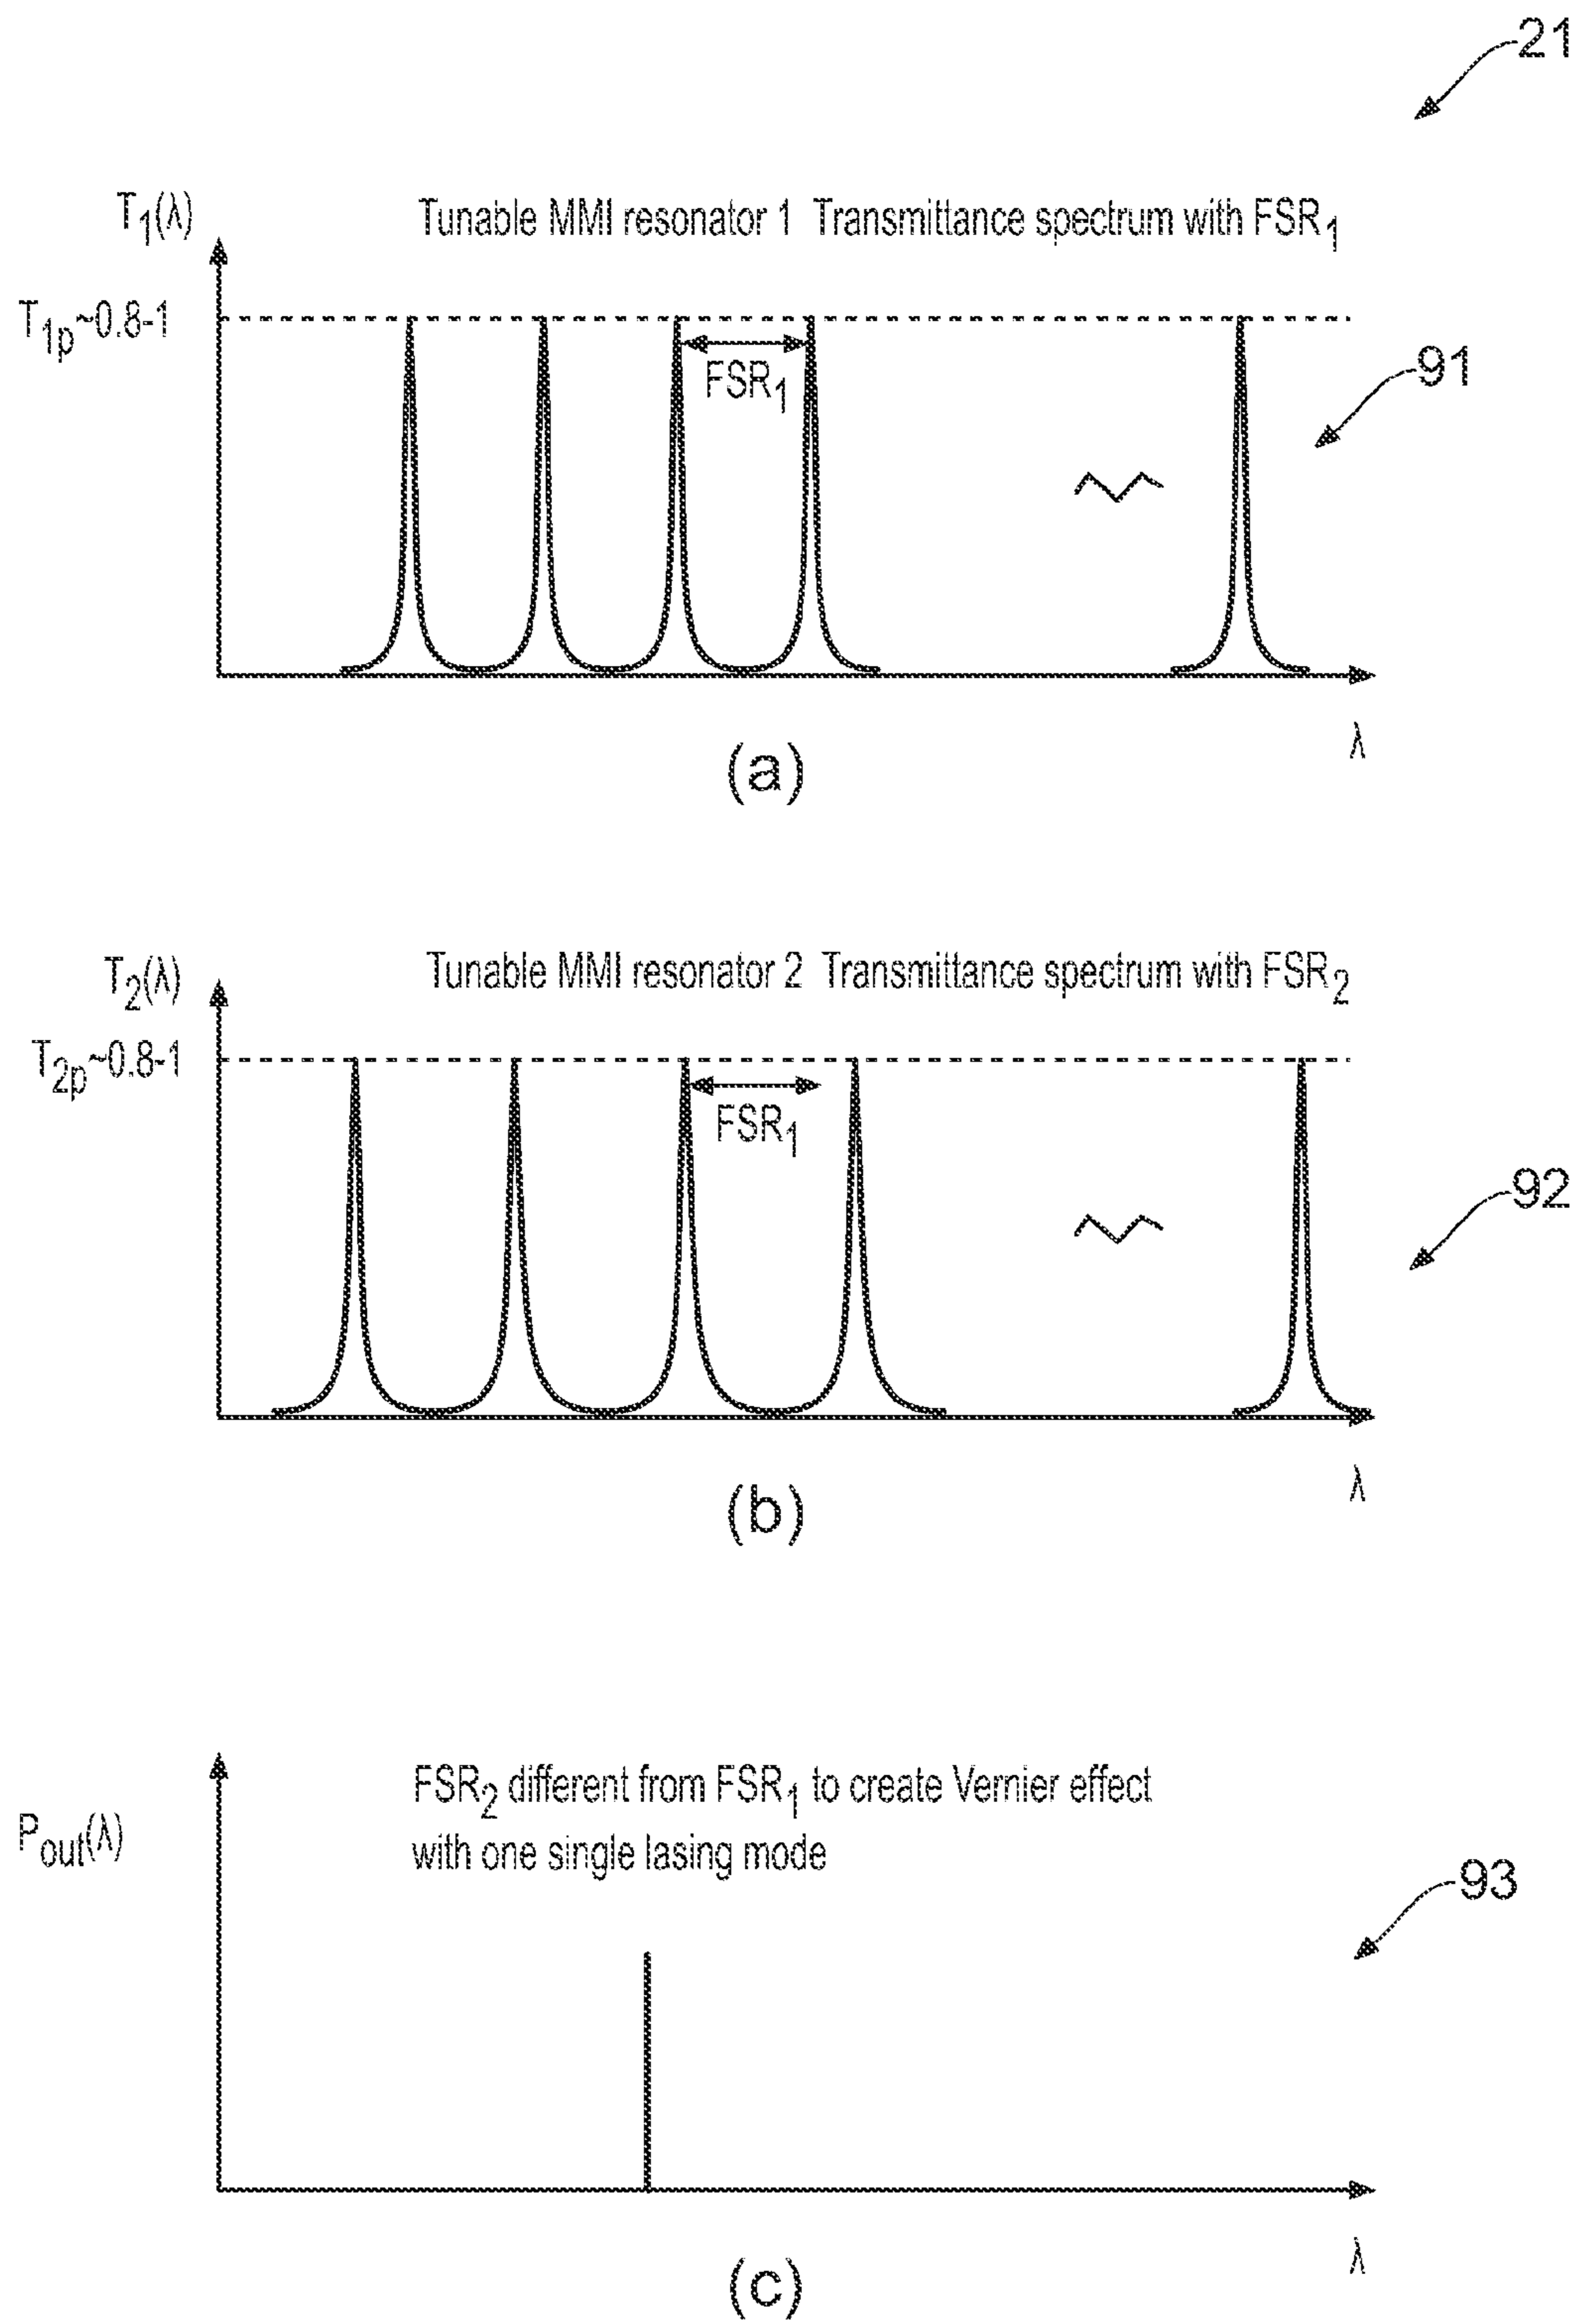 21
T₁(λ)
Tunable MMI resonator 1 Transmittance spectrum with FSR₁
T₁ₚ~0.8-1
FSR₁
91
λ
(a)
T₂(λ)
Tunable MMI resonator 2 Transmittance spectrum with FSR₂
T₂ₚ~0.8-1
FSR₁
92
λ
(b)
FSR₂ different from FSR₁ to create Vernier effect
with one single lasing mode
Pₒᵤₜ(λ)
93
λ
(c)